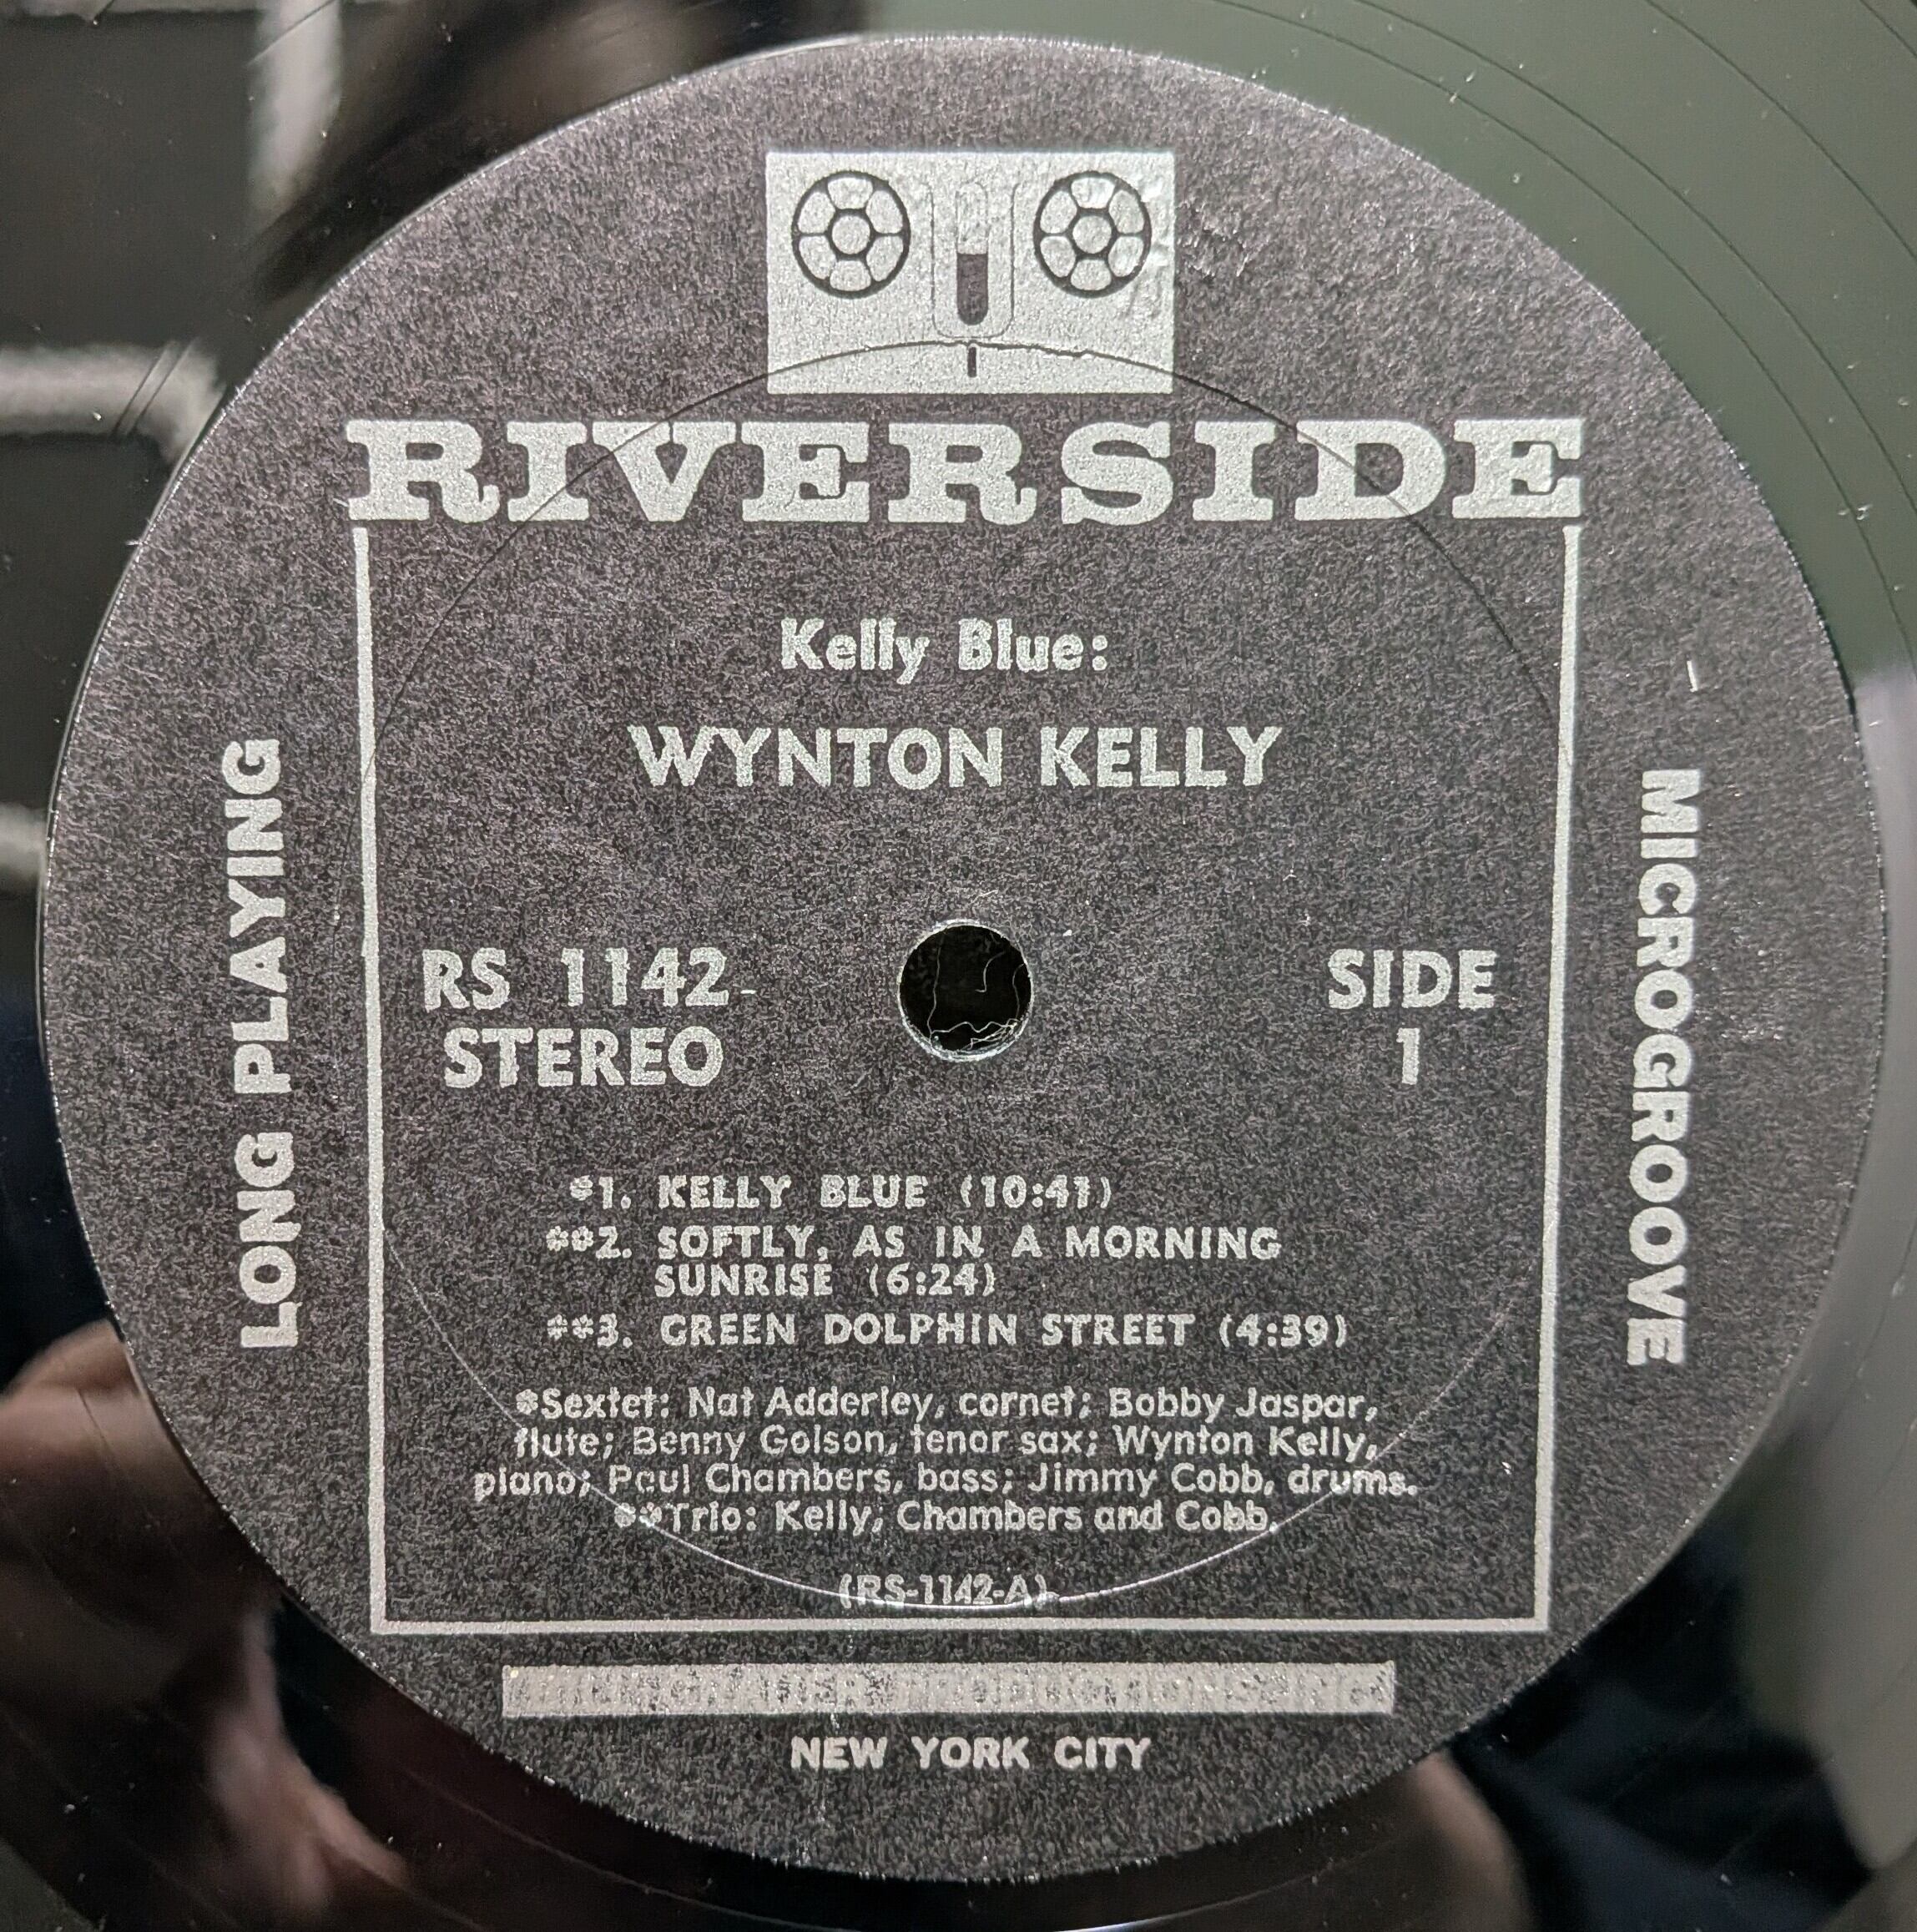 RIVERSIDE
Kelly Blue:
WYNTON KELLY
LONG PLAYING
MICROGROOVE
RS 1142
STEREO
SIDE
1
*1. KELLY BLUE (10:41)
**2. SOFTLY, AS IN A MORNING
SUNRISE (6:24)
**3. GREEN DOLPHIN STREET (4:39)
*Sextet: Nat Adderley, cornet; Bobby Jaspar,
flute; Benny Golson, tenor sax; Wynton Kelly,
piano; Paul Chambers, bass; Jimmy Cobb, drums.
**Trio: Kelly, Chambers and Cobb.
(RS-1142-A)
NEW YORK CITY